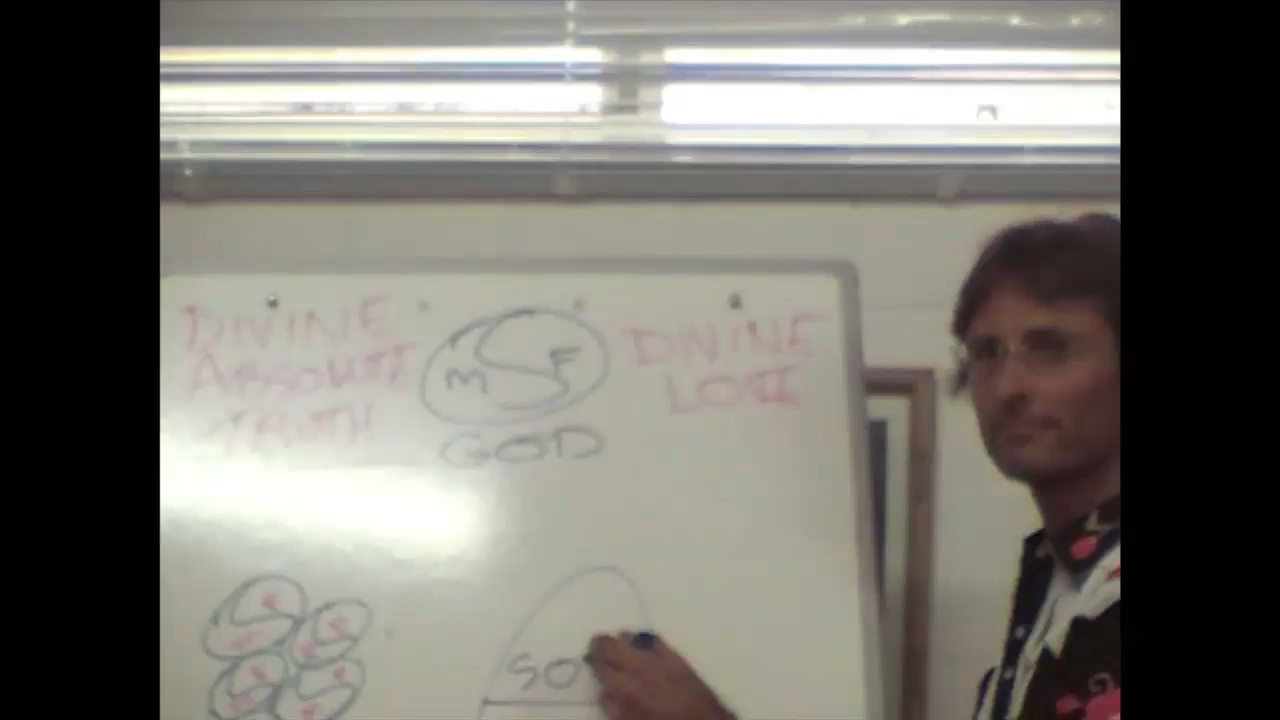 DIVINE
ABSOLUTE
TRUTH
M F
GOD
DIVINE
LOVE
SO